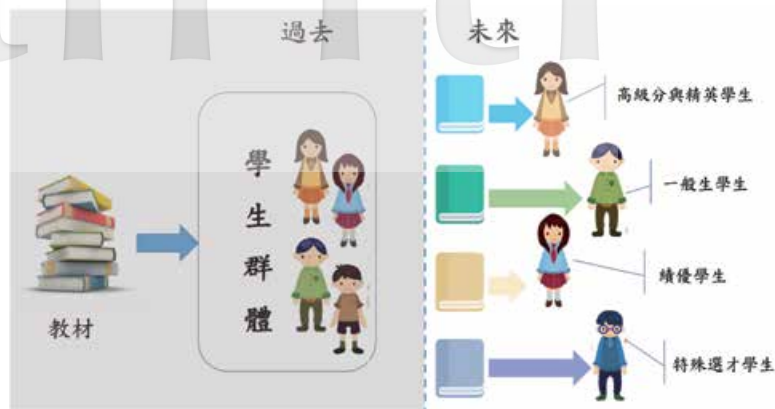 過去
未來
高級分與精英學生
學生群體
一般生學生
績優學生
教材
特殊選才學生